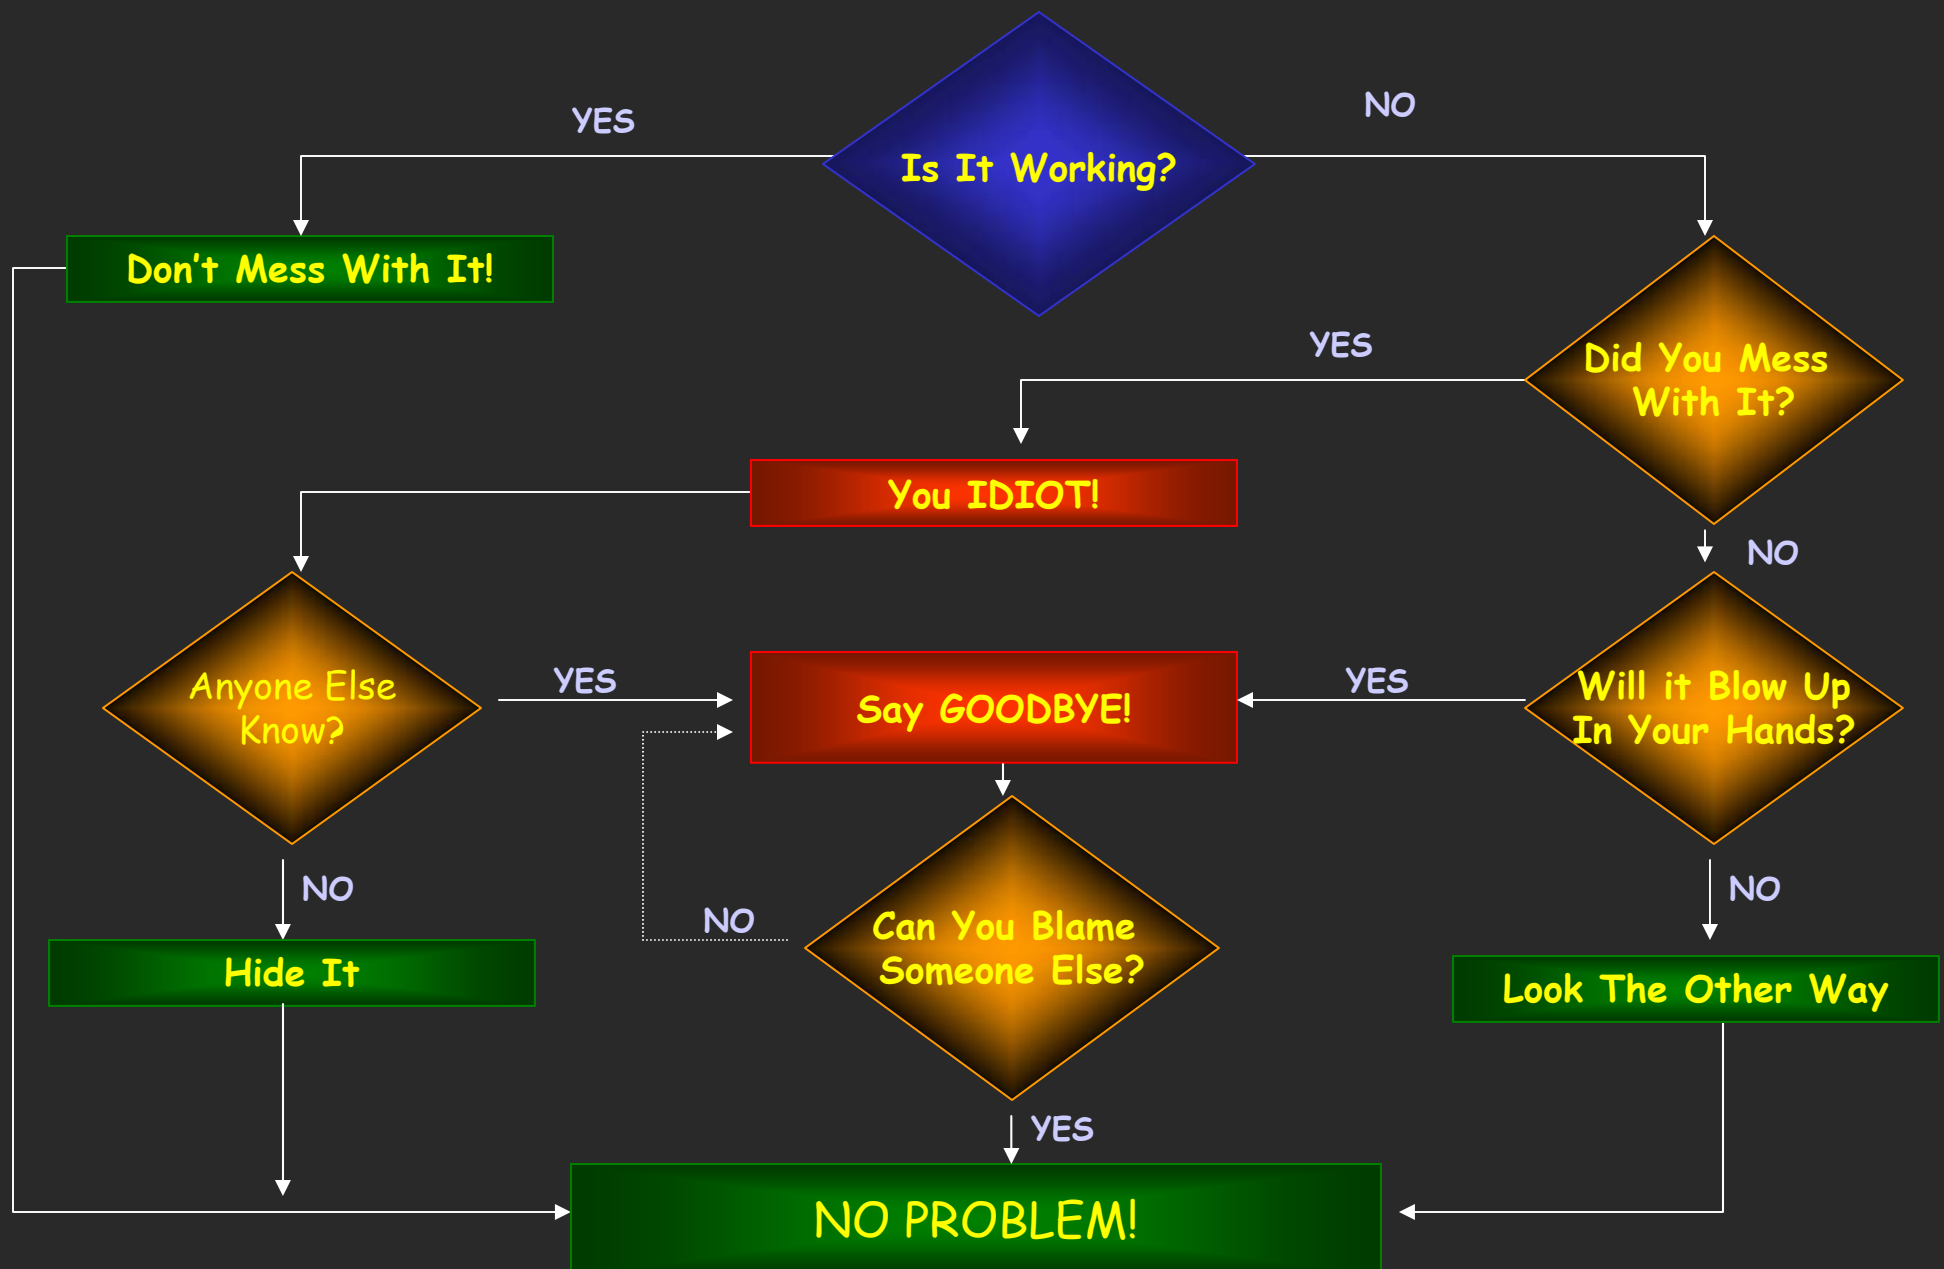 NO
YES
Is It Working?
Don't Mess With It!
YES
Did You Mess
With It?
You IDIOT!
NO
YES
YES
Anyone Else
Know?
Say GOODBYE!
Will it Blow Up
In Your Hands?
NO
NO
NO
Can You Blame
Someone Else?
Hide It
Look The Other Way
YES
NO PROBLEM!